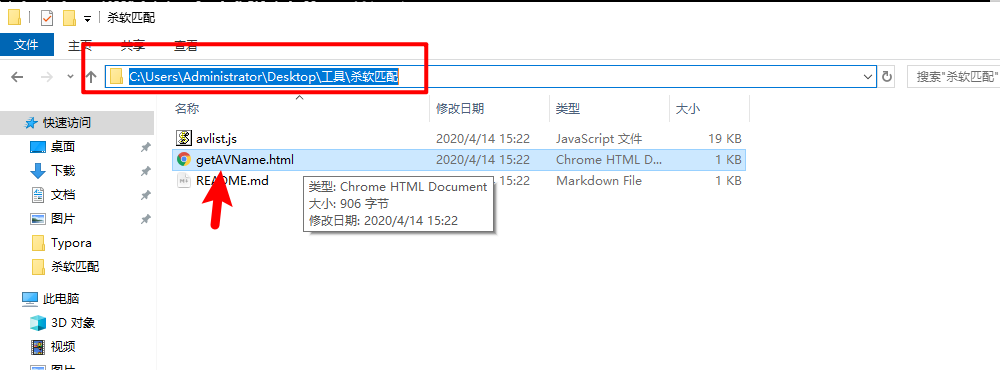 杀软匹配
文件 主页 共享 查看
C:\Users\Administrator\Desktop\工具\杀软匹配 搜索"杀软匹配"
名称 修改日期 类型 大小
快速访问
桌面
下载
文档
图片
Typora
杀软匹配
此电脑
3D 对象
视频
图片
avlist.js 2020/4/14 15:22 JavaScript 文件 19 KB
getAVName.html 2020/4/14 15:22 Chrome HTML D... 1 KB
README.md 15:22 Markdown File 1 KB
类型: Chrome HTML Document
大小: 906 字节
修改日期: 2020/4/14 15:22